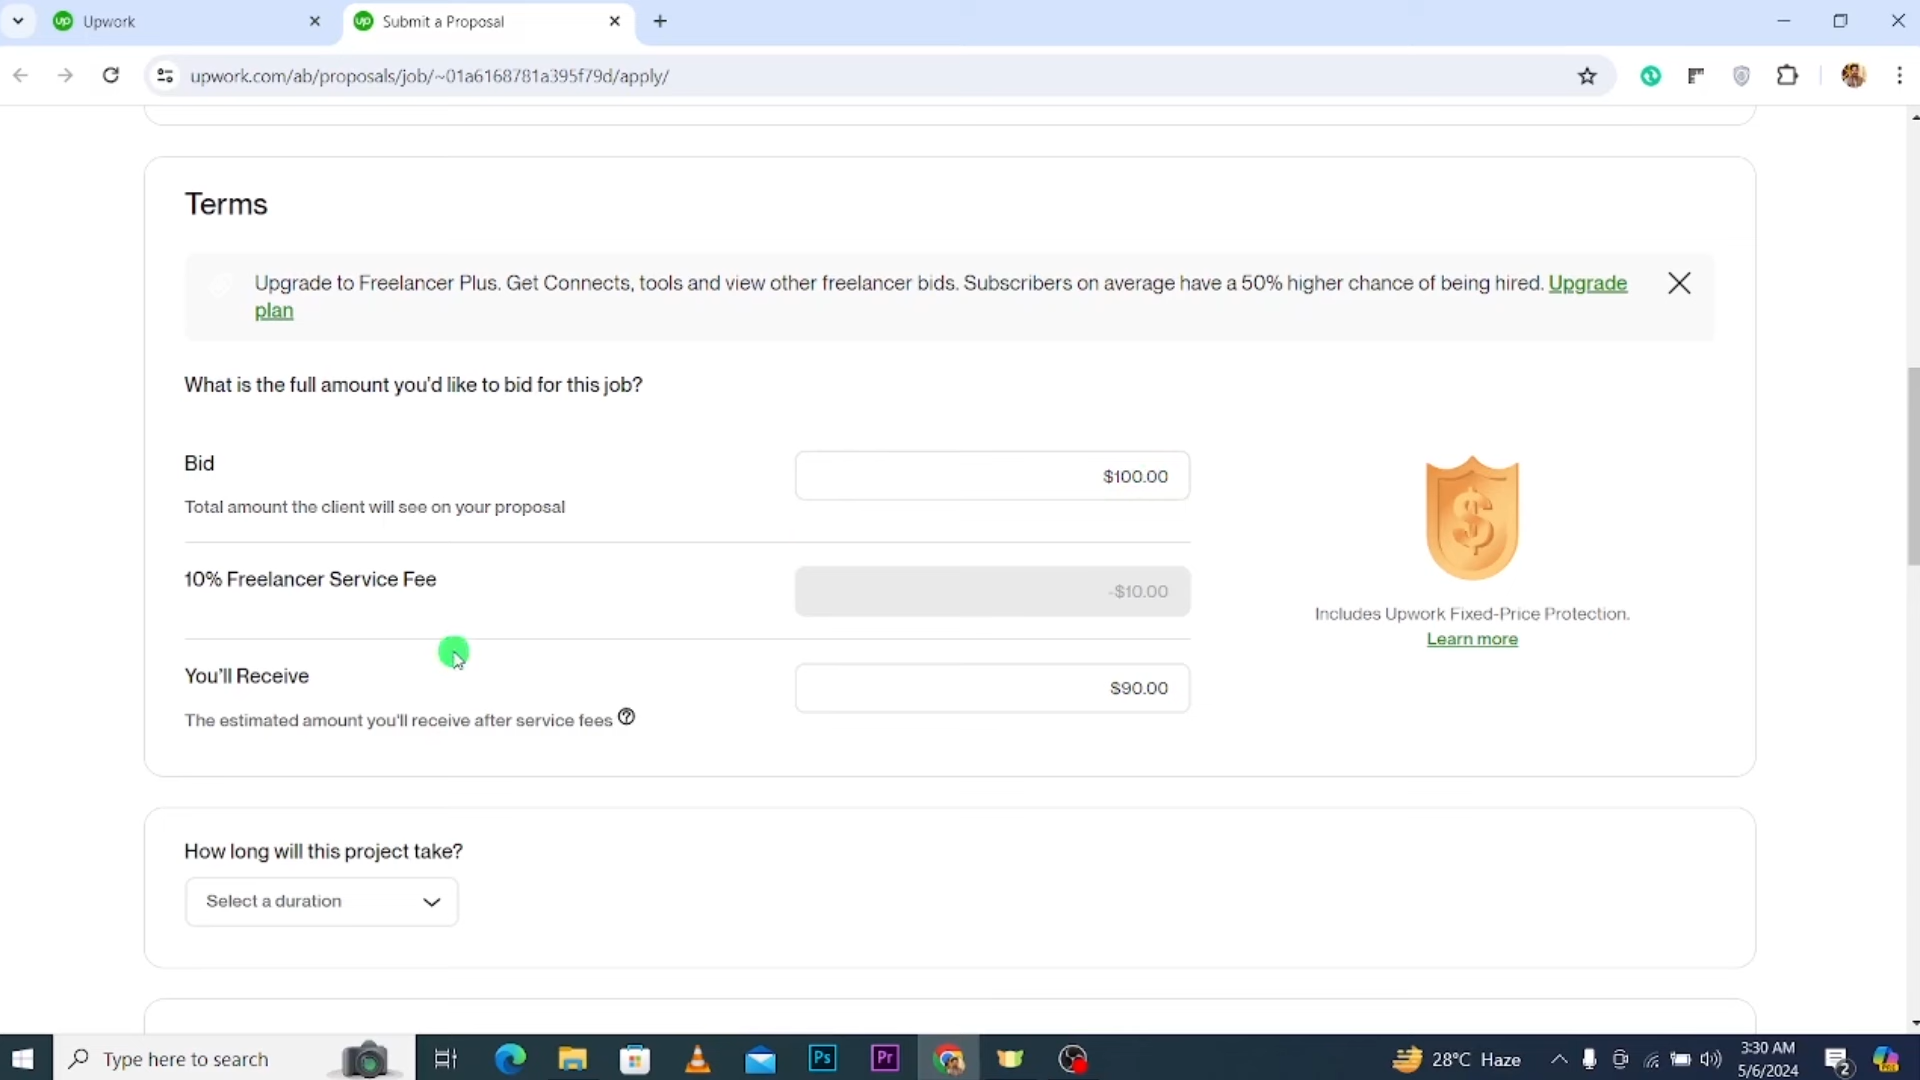 Upwork
Submit a Proposal
upwork.com/ab/proposals/job/~01a6168781a395f79d/apply/
Terms
Upgrade to Freelancer Plus. Get Connects, tools and view other freelancer bids. Subscribers on average have a 50% higher chance of being hired. Upgrade
plan
What is the full amount you'd like to bid for this job?
Bid
$100.00
Total amount the client will see on your proposal
10% Freelancer Service Fee
-$10.00
Includes Upwork Fixed-Price Protection.
Learn more
You'll Receive
$90.00
The estimated amount you'll receive after service fees
How long will this project take?
Select a duration
Type here to search
Ps
Pr
28°C Haze
3:30 AM
5/6/2024
2